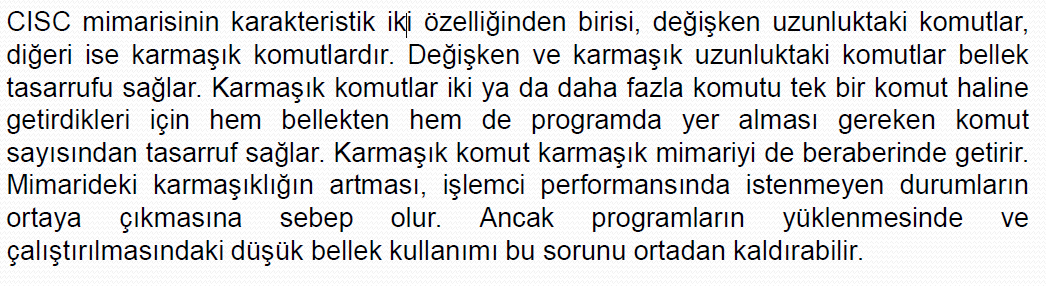 CISC mimarisinin karakteristik iki özelliğinden birisi, değişken uzunluktaki komutlar,
diğeri ise karmaşık komutlardır. Değişken ve karmaşık uzunluktaki komutlar bellek
tasarrufu sağlar. Karmaşık komutlar iki ya da daha fazla komutu tek bir komut haline
getirdikleri için hem bellekten hem de programda yer alması gereken komut
sayısından tasarruf sağlar. Karmaşık komut karmaşık mimariyi de beraberinde getirir.
Mimarideki karmaşıklığın artması, işlemci performansında istenmeyen durumların
ortaya çıkmasına sebep olur. Ancak programların yüklenmesinde ve
çalıştırılmasındaki düşük bellek kullanımı bu sorunu ortadan kaldırabilir.